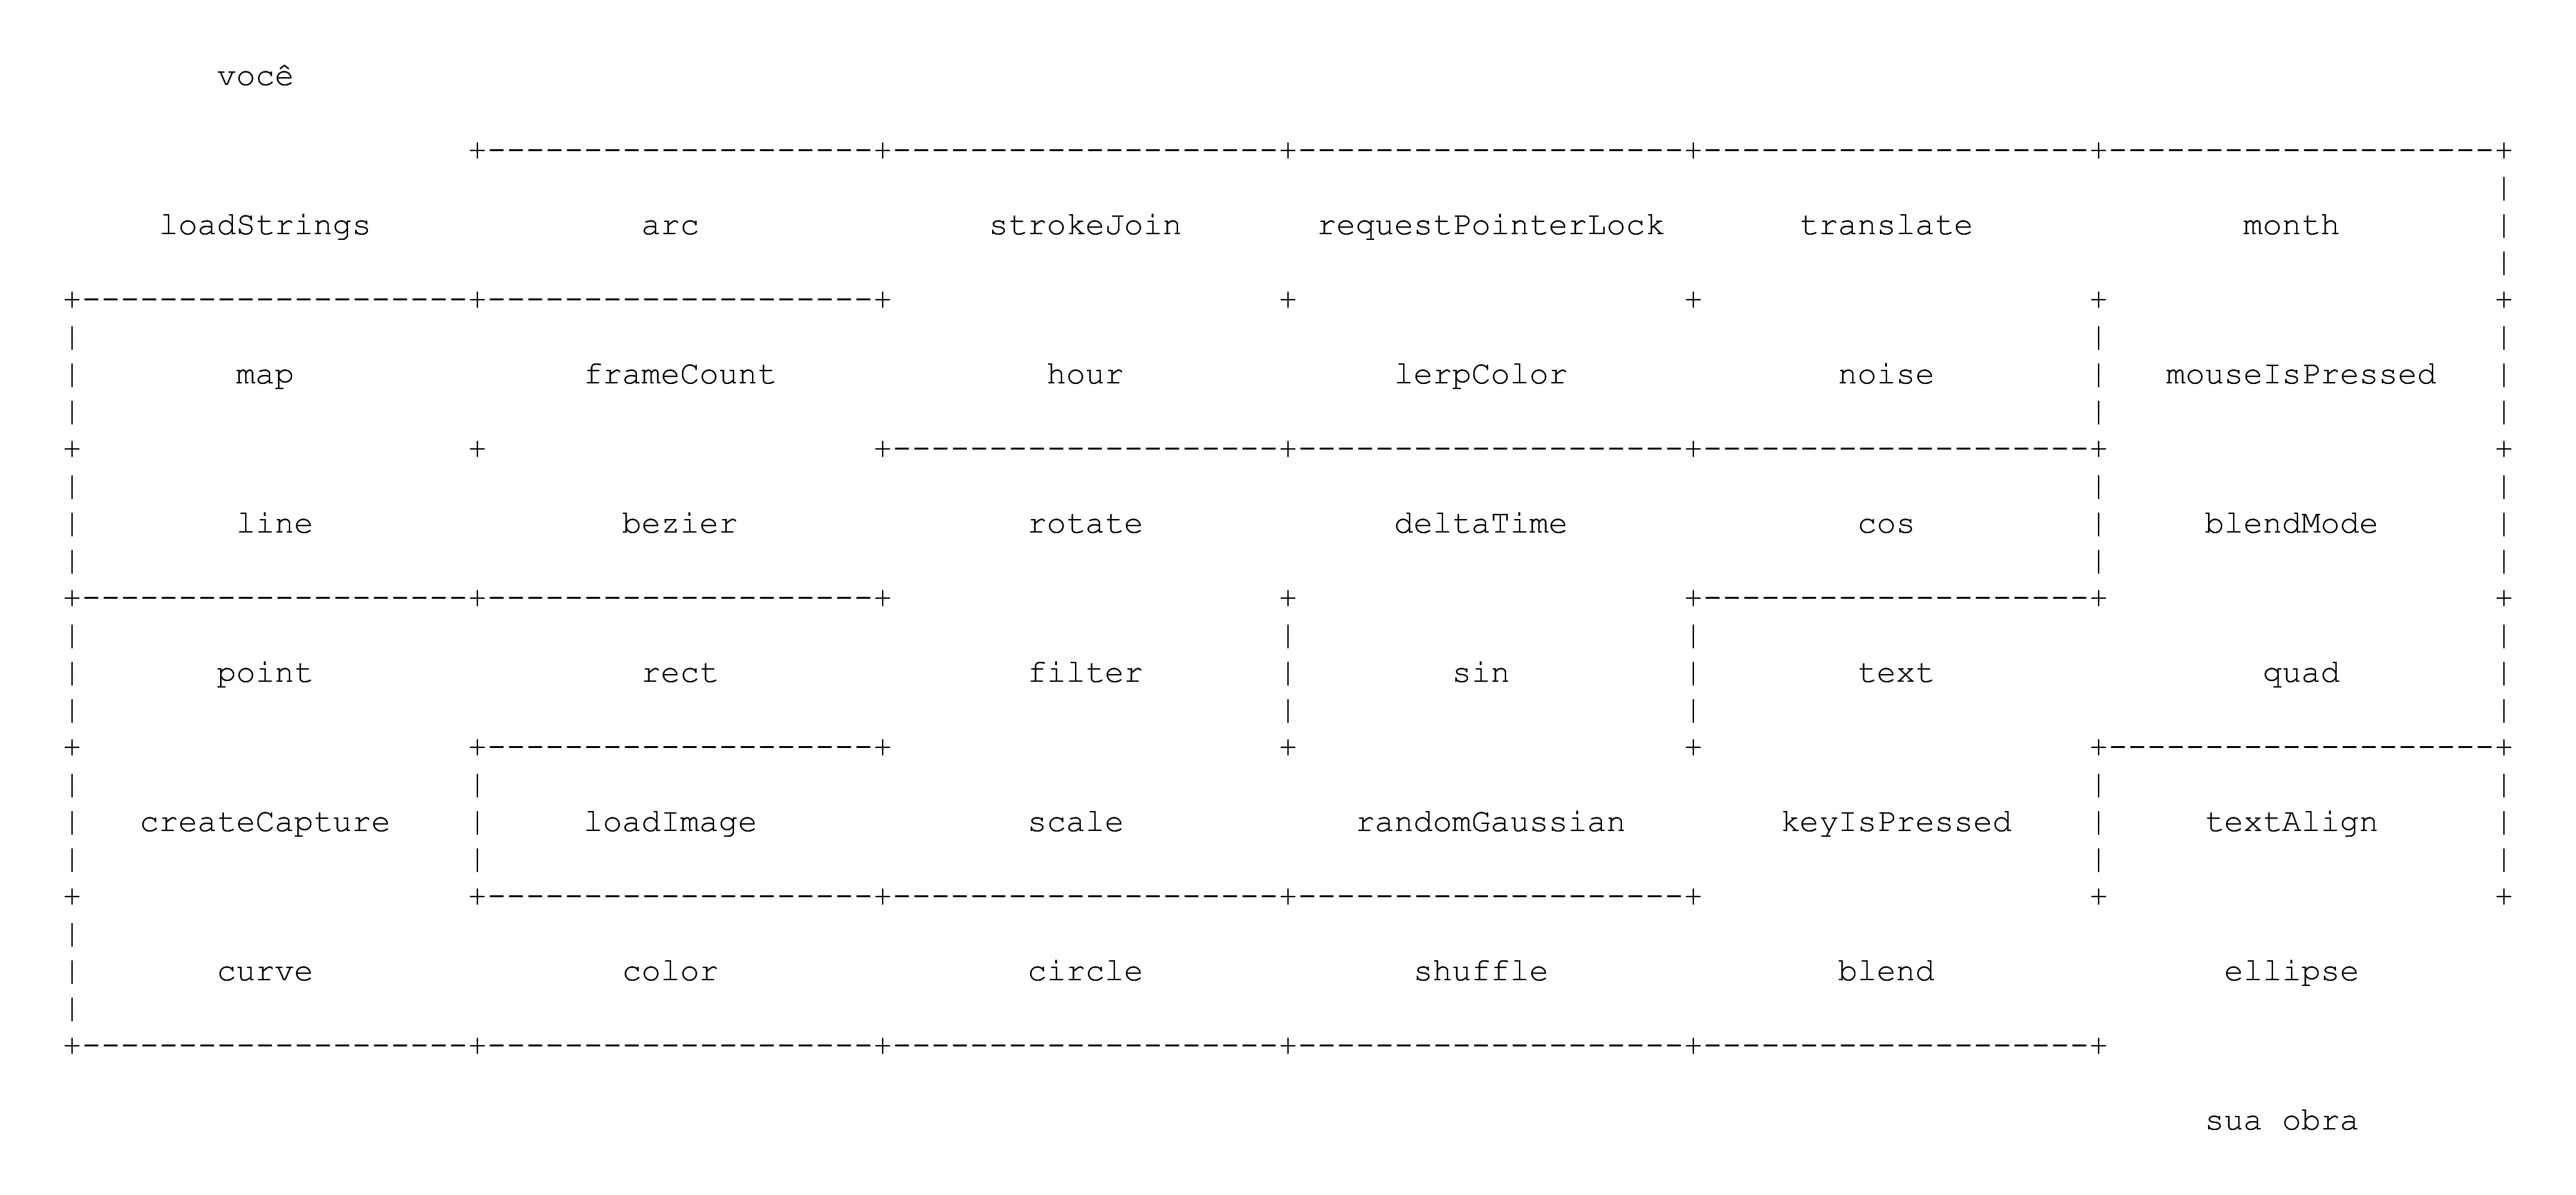 você
loadStrings arc strokeJoin requestPointerLock translate month
map frameCount hour lerpColor noise mouseIsPressed
line bezier rotate deltaTime cos blendMode
point rect filter sin text quad
createCapture loadImage scale randomGaussian keyIsPressed textAlign
curve color circle shuffle blend ellipse
sua obra